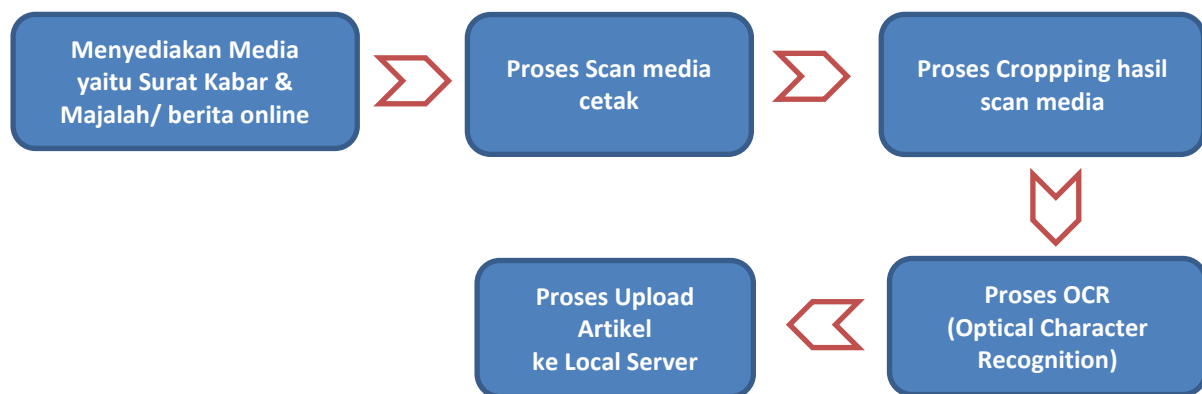 Menyediakan Media
yaitu Surat Kabar &
Majalah/ berita online
Proses Scan media
cetak
Proses Croppping hasil
scan media
Proses OCR
(Optical Character
Recognition)
Proses Upload
Artikel
ke Local Server